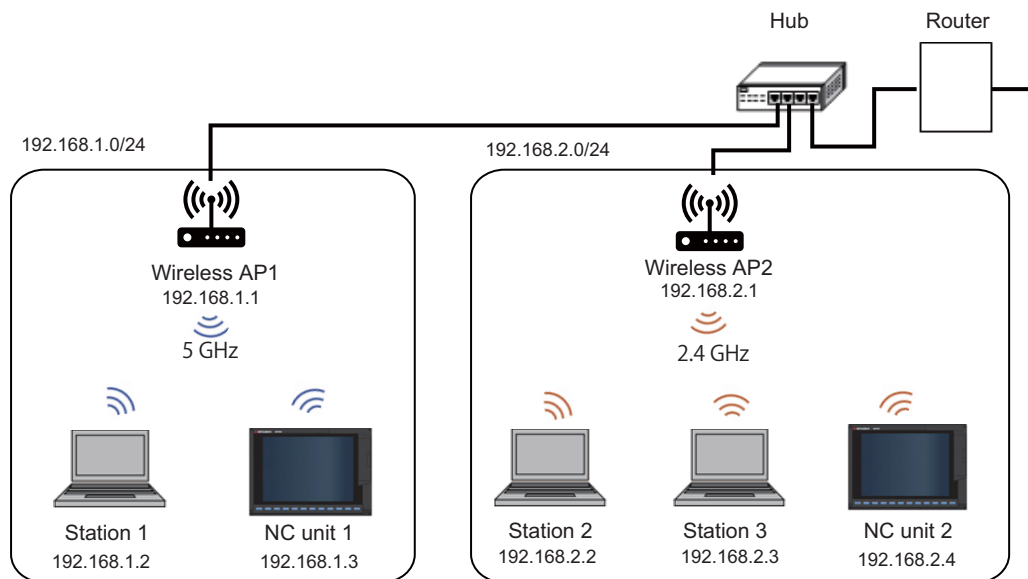 Hub
Router
192.168.1.0/24
192.168.2.0/24
Wireless AP1
192.168.1.1
5 GHz
Wireless AP2
192.168.2.1
2.4 GHz
Station 1
192.168.1.2
NC unit 1
192.168.1.3
Station 2
192.168.2.2
Station 3
192.168.2.3
NC unit 2
192.168.2.4